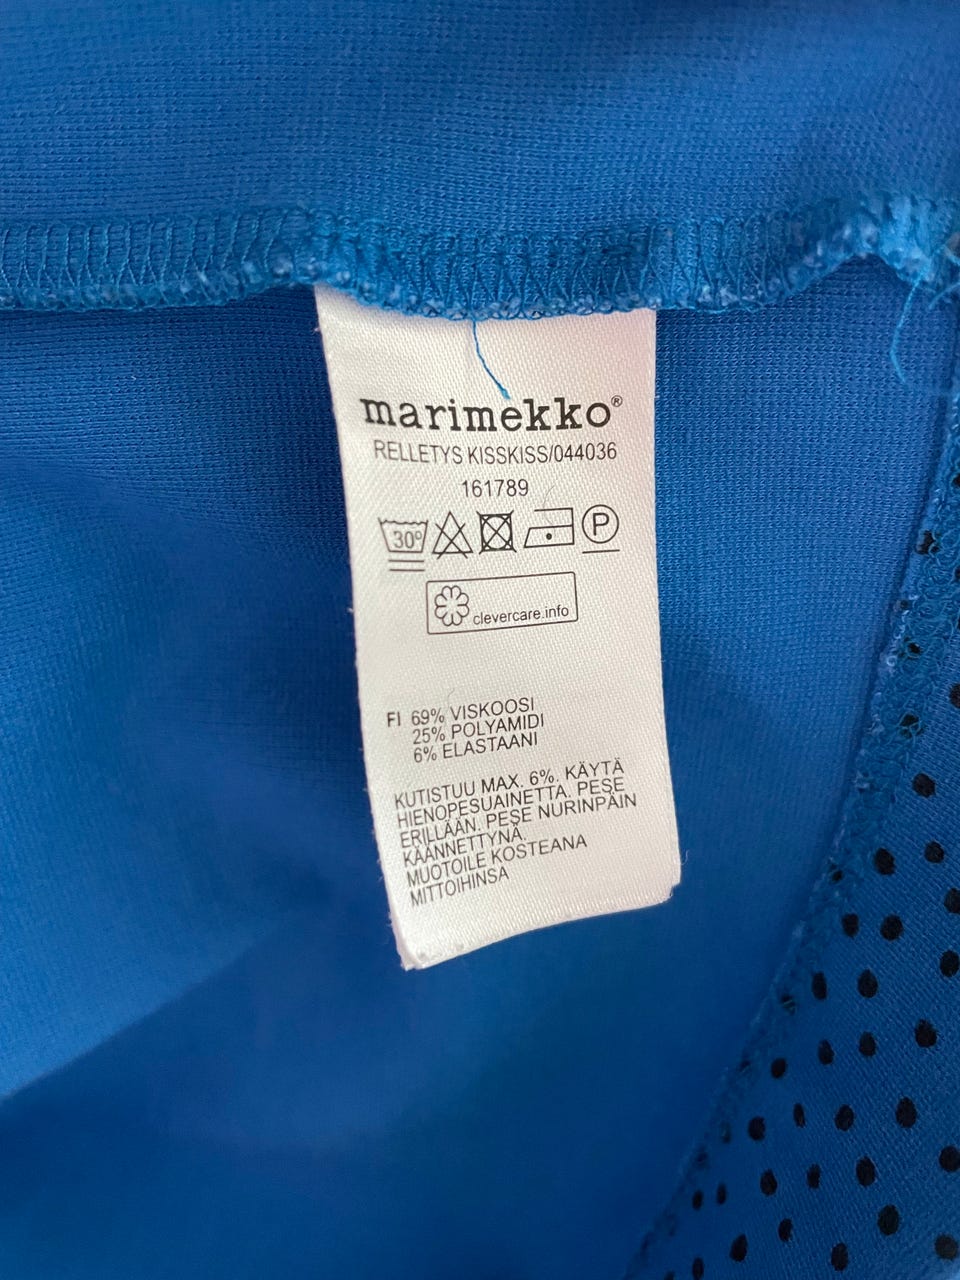 marimekko®
RELLETYS KISSKISS/044036
161789
30°
P
clevercare.info
FI 69% VISKOOSI
25% POLYAMIDI
6% ELASTAANI
KUTISTUU MAX. 6%. KÄYTÄ
HIENOPESUAINETTA. PESE
ERILLÄÄN. PESE NURINPÄIN
KÄÄNNETTYNÄ.
MUOTOILE KOSTEANA
MITTOIHINSA